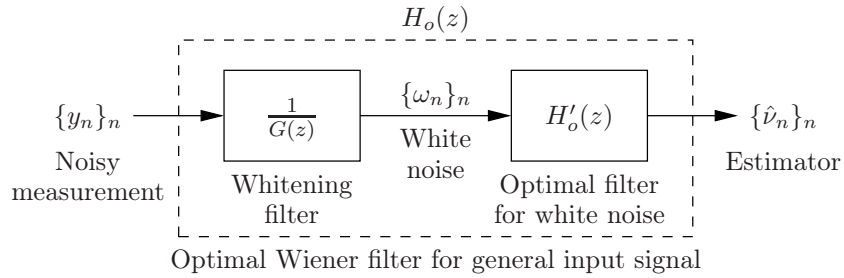 H_o(z)
{y_n}_n
1/G(z)
{ω_n}_n
H'_o(z)
{ν̂_n}_n
Noisy
measurement
Whitening
filter
White
noise
Optimal filter
for white noise
Estimator
Optimal Wiener filter for general input signal